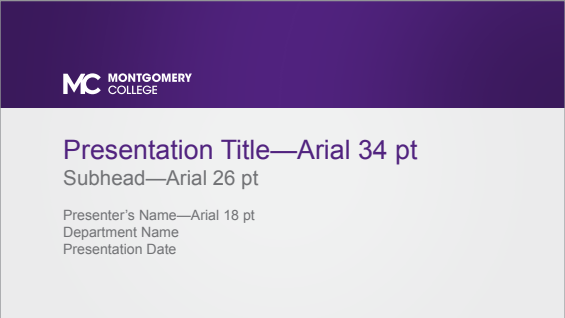 MC MONTGOMERY
COLLEGE
Presentation Title—Arial 34 pt
Subhead—Arial 26 pt
Presenter’s Name—Arial 18 pt
Department Name
Presentation Date